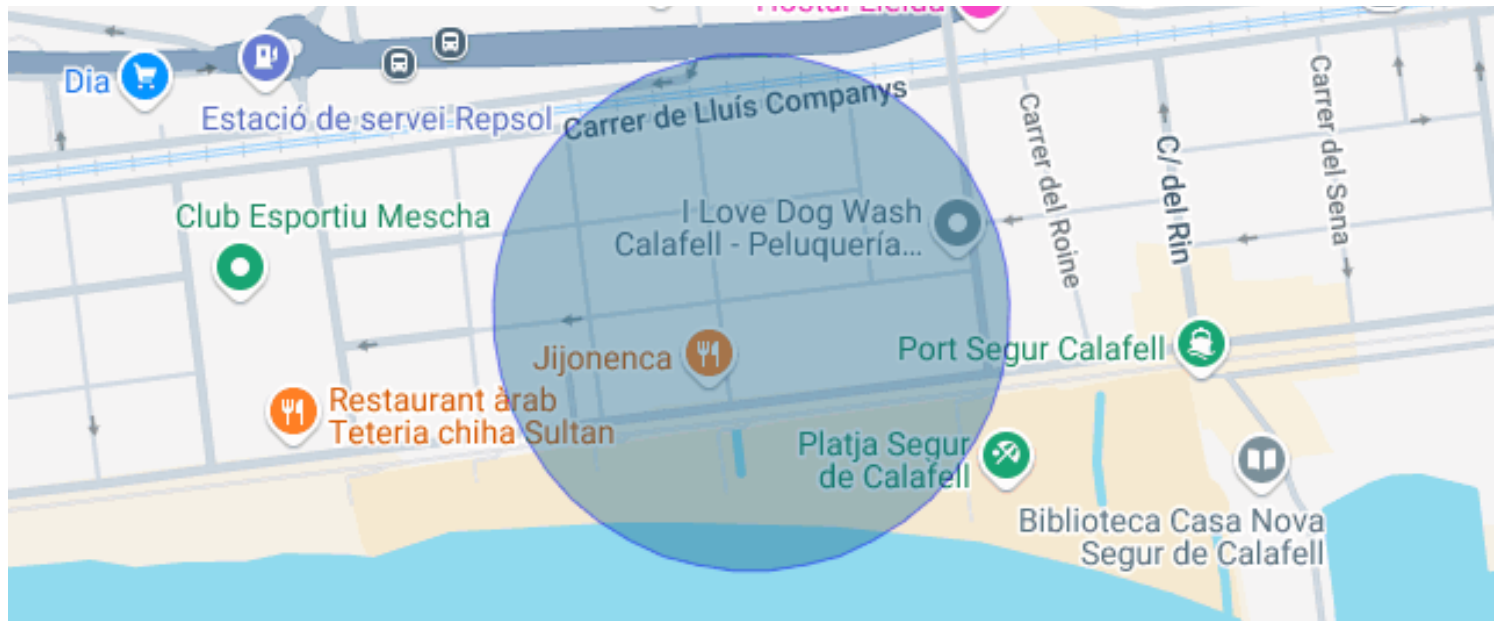 Hostal Lleida
Dia
Estació de servei Repsol
Carrer de Lluís Companys
Carrer del Roine
C/ del Rin
Carrer del Sena
Club Esportiu Mescha
I Love Dog Wash
Calafell - Peluquería...
Jijonenca
Port Segur Calafell
Restaurant àrab
Teteria chiha Sultan
Platja Segur
de Calafell
Biblioteca Casa Nova
Segur de Calafell